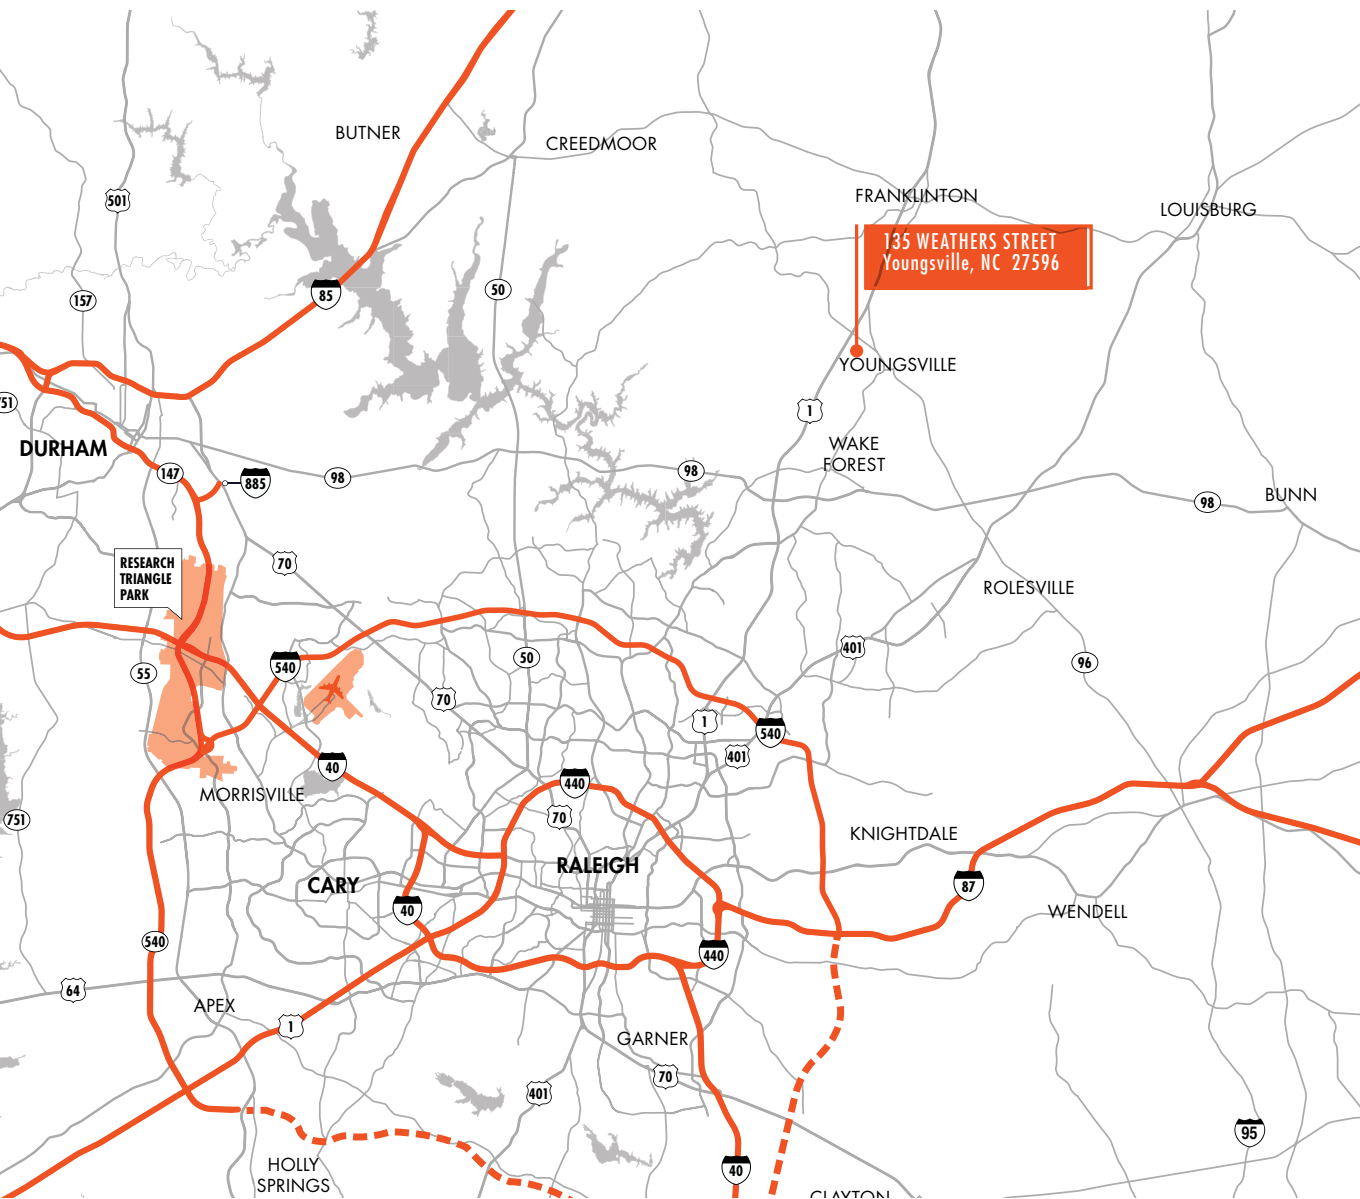 BUTNER
CREEDMOOR
501
FRANKLINTON
LOUISBURG
135 WEATHERS STREET
Youngsville, NC 27596
85
50
157
YOUNGSVILLE
751
1
DURHAM
WAKE
FOREST
147
885
98
98
98
BUNN
RESEARCH
TRIANGLE
PARK
70
ROLESVILLE
401
540
50
96
55
70
1
540
401
40
440
MORRISVILLE
751
70
KNIGHTDALE
RALEIGH
CARY
87
40
WENDELL
540
440
64
APEX
1
GARNER
70
401
95
HOLLY
SPRINGS
40
CLAYTON